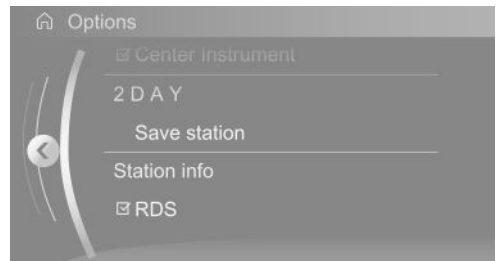 Options
Center Instrument
2 D A Y
Save station
Station info
RDS